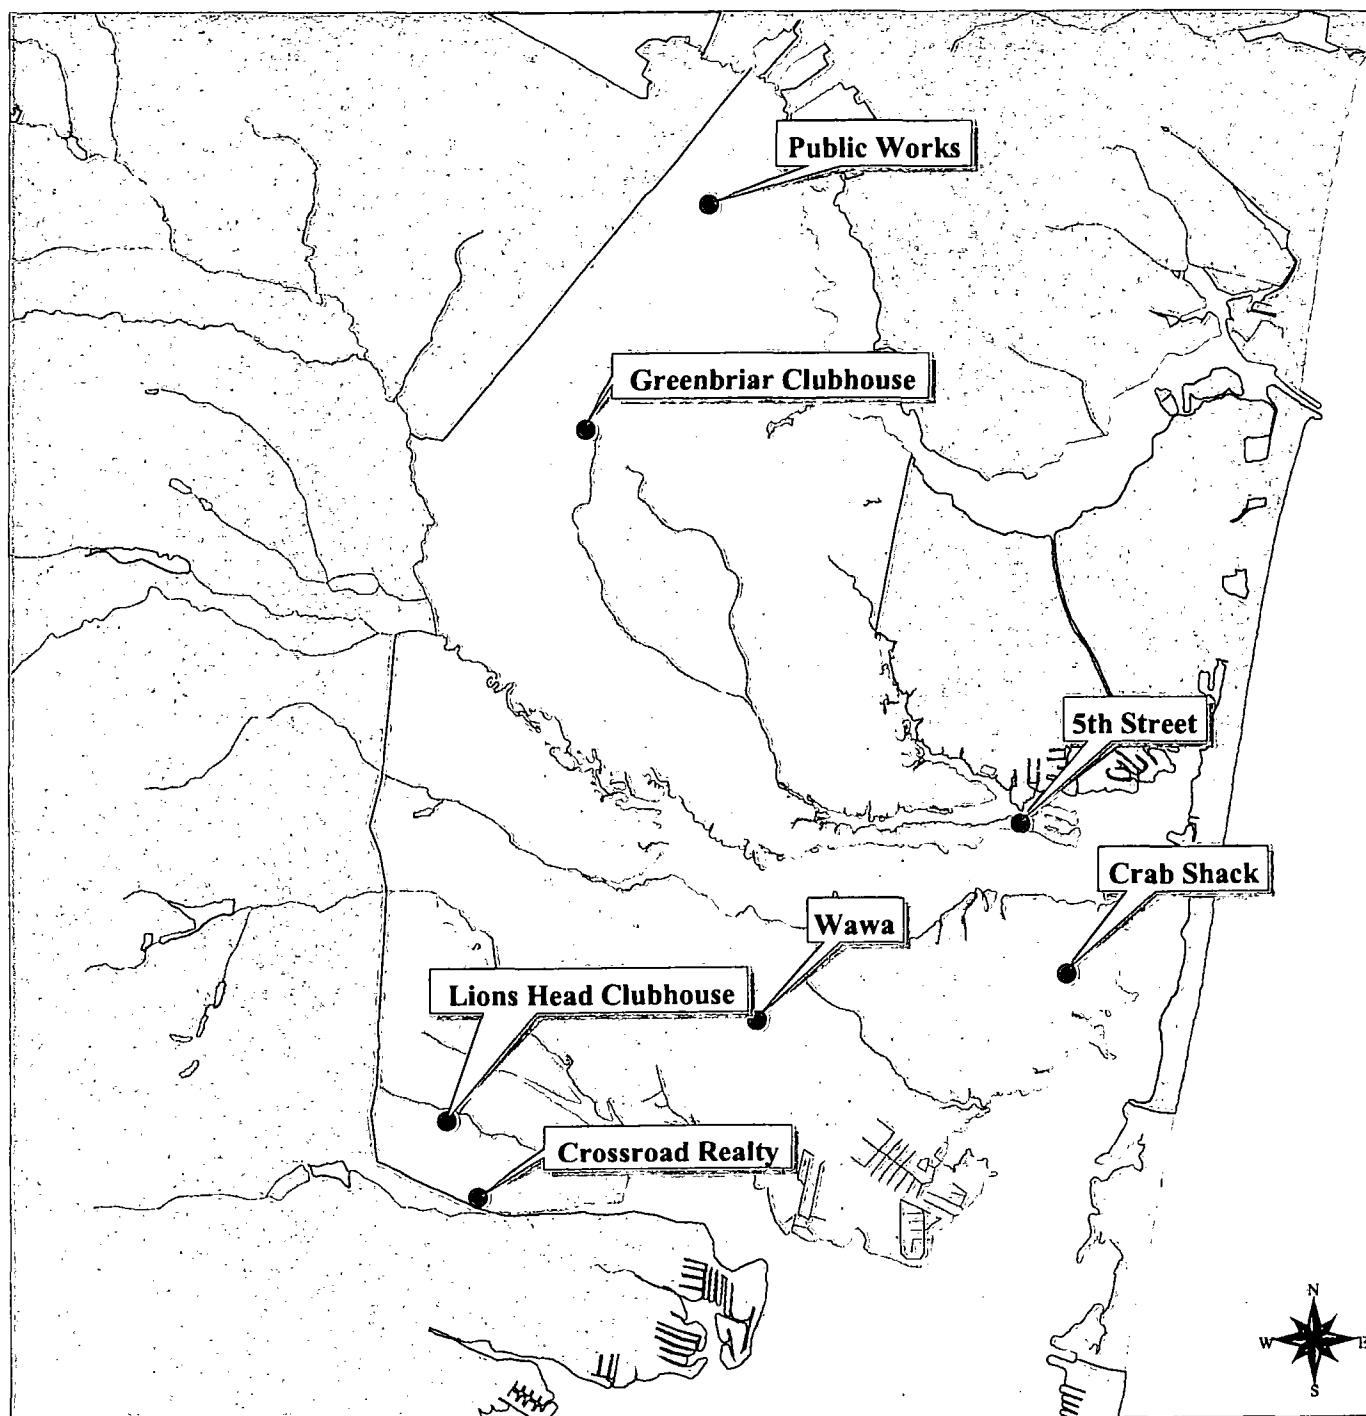 Public Works
Greenbriar Clubhouse
5th Street
Crab Shack
Wawa
Lions Head Clubhouse
Crossroad Realty
N
W E
S